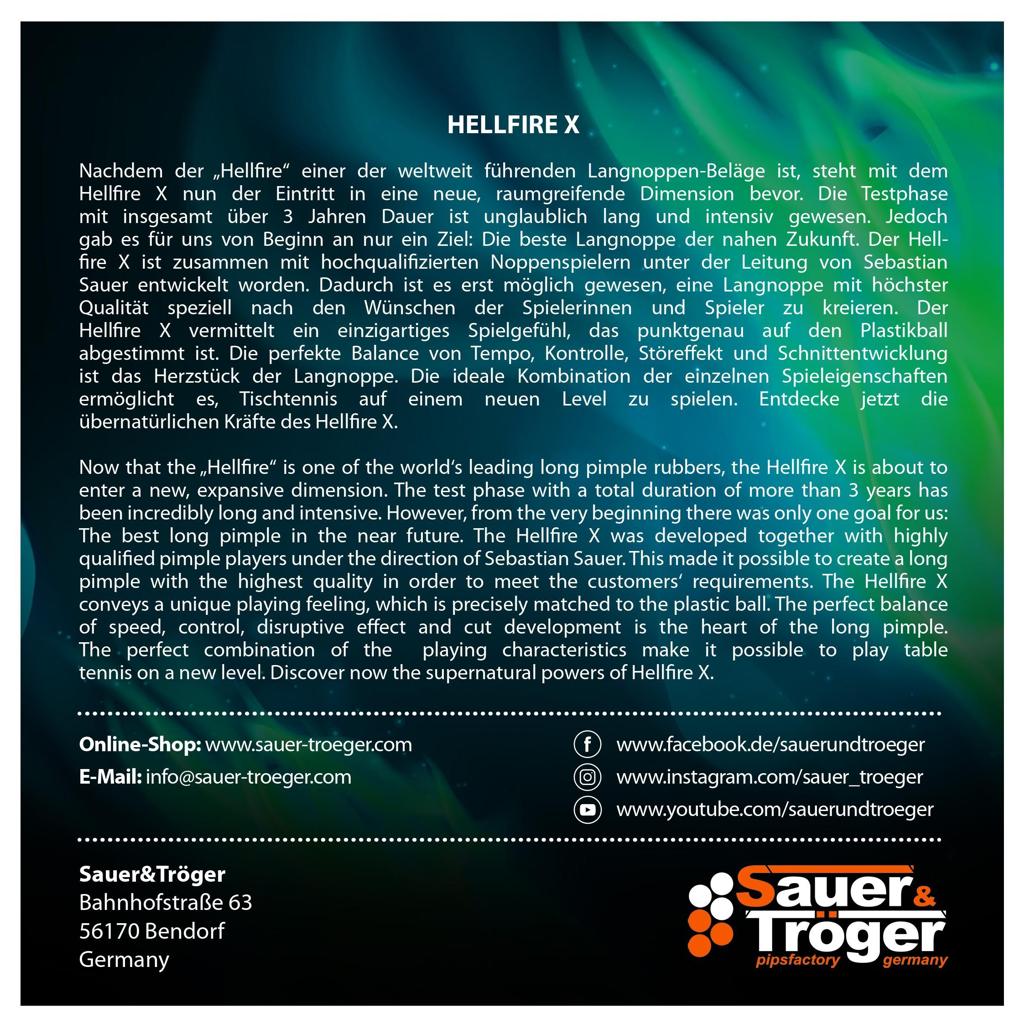 HELLFIRE X
Nachdem der „Hellfire“ einer der weltweit führenden Langnoppen-Beläge ist, steht mit dem
Hellfire X nun der Eintritt in eine neue, raumgreifende Dimension bevor. Die Testphase
mit insgesamt über 3 Jahren Dauer ist unglaublich lang und intensiv gewesen. Jedoch
gab es für uns von Beginn an nur ein Ziel: Die beste Langnoppe der nahen Zukunft. Der Hell-
fire X ist zusammen mit hochqualifizierten Noppenspielern unter der Leitung von Sebastian
Sauer entwickelt worden. Dadurch ist es erst möglich gewesen, eine Langnoppe mit höchster
Qualität speziell nach den Wünschen der Spielerinnen und Spieler zu kreieren. Der
Hellfire X vermittelt ein einzigartiges Spielgefühl, das punktgenau auf den Plastikball
abgestimmt ist. Die perfekte Balance von Tempo, Kontrolle, Störeffekt und Schnittentwicklung
ist das Herzstück der Langnoppe. Die ideale Kombination der einzelnen Spieleigenschaften
ermöglicht es, Tischtennis auf einem neuen Level zu spielen. Entdecke jetzt die
übernatürlichen Kräfte des Hellfire X.
Now that the „Hellfire“ is one of the world‘s leading long pimple rubbers, the Hellfire X is about to
enter a new, expansive dimension. The test phase with a total duration of more than 3 years has
been incredibly long and intensive. However, from the very beginning there was only one goal for us:
The best long pimple in the near future. The Hellfire X was developed together with highly
qualified pimple players under the direction of Sebastian Sauer. This made it possible to create a long
pimple with the highest quality in order to meet the customers‘ requirements. The Hellfire X
conveys a unique playing feeling, which is precisely matched to the plastic ball. The perfect balance
of speed, control, disruptive effect and cut development is the heart of the long pimple.
The perfect combination of the playing characteristics make it possible to play table
tennis on a new level. Discover now the supernatural powers of Hellfire X.
Online-Shop: www.sauer-troeger.com
E-Mail: info@sauer-troeger.com
www.facebook.de/sauerundtroeger
www.instagram.com/sauer_troeger
www.youtube.com/sauerundtroeger
Sauer&Tröger
Bahnhofstraße 63
56170 Bendorf
Germany
Sauer&
Tröger
pipsfactory germany